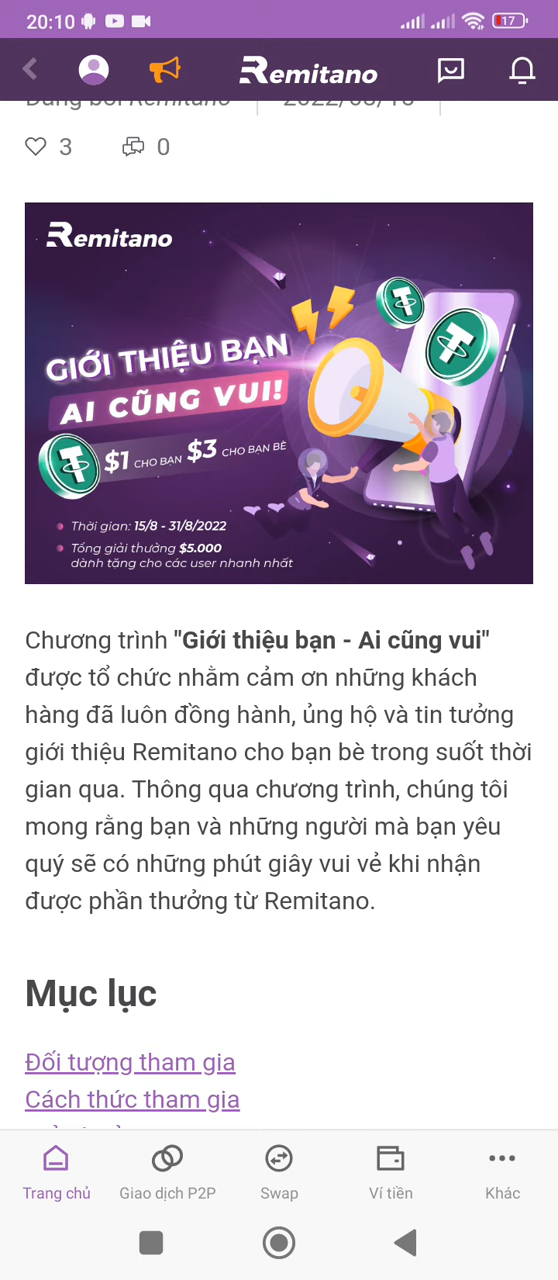 20:10
17
Remitano
3
0
Remitano
GIỚI THIỆU BẠN
AI CŨNG VUI!
$1 CHO BẠN $3 CHO BẠN BÈ
Thời gian: 15/8 - 31/8/2022
Tổng giải thưởng $5.000
dành tặng cho các user nhanh nhất
Chương trình "Giới thiệu bạn - Ai cũng vui"
được tổ chức nhằm cảm ơn những khách
hàng đã luôn đồng hành, ủng hộ và tin tưởng
giới thiệu Remitano cho bạn bè trong suốt thời
gian qua. Thông qua chương trình, chúng tôi
mong rằng bạn và những người mà bạn yêu
quý sẽ có những phút giây vui vẻ khi nhận
được phần thưởng từ Remitano.
Mục lục
Đối tượng tham gia
Cách thức tham gia
Trang chủ
Giao dịch P2P
Swap
Ví tiền
Khác